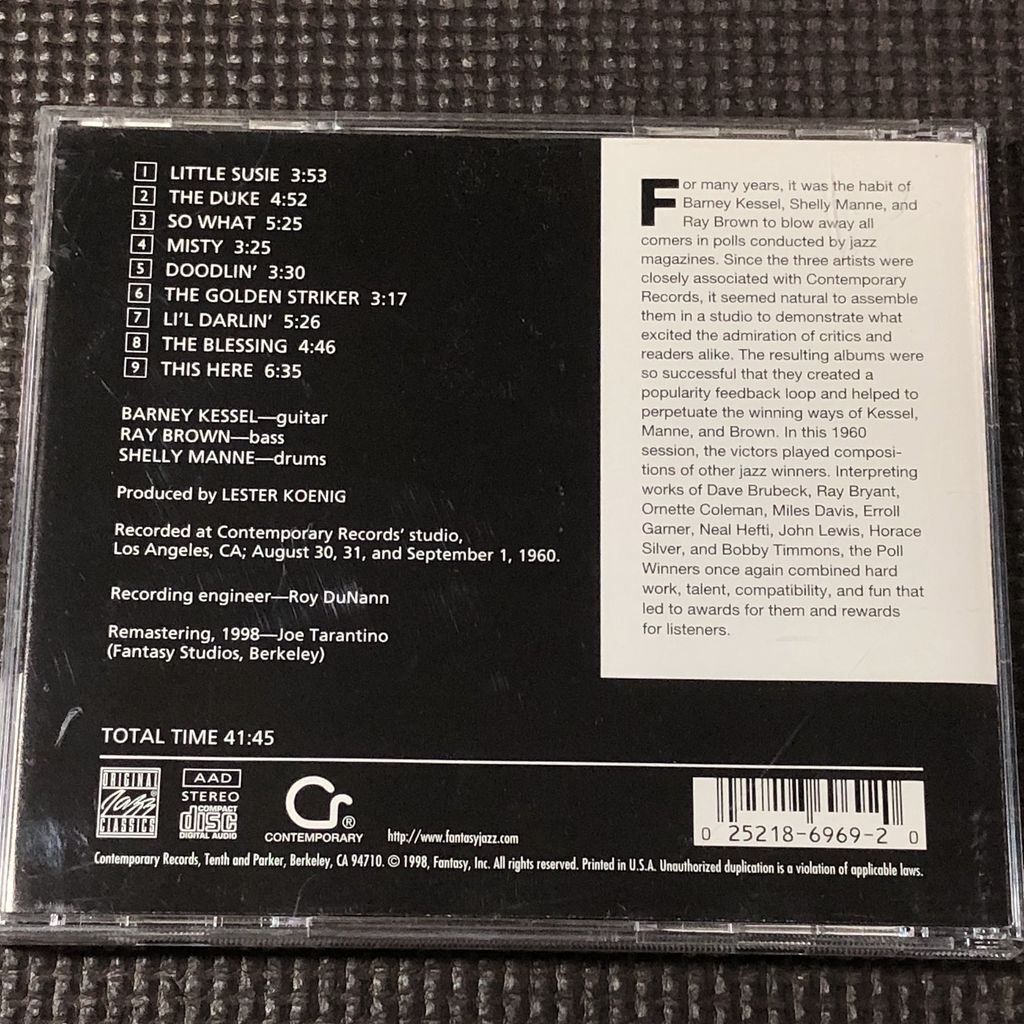 1 LITTLE SUSIE 3:53
2 THE DUKE 4:52
3 SO WHAT 5:25
4 MISTY 3:25
5 DOODLIN' 3:30
6 THE GOLDEN STRIKER 3:17
7 LI'L DARLIN' 5:26
8 THE BLESSING 4:46
9 THIS HERE 6:35
BARNEY KESSEL—guitar
RAY BROWN—bass
SHELLY MANNE—drums
Produced by LESTER KOENIG
Recorded at Contemporary Records' studio,
Los Angeles, CA; August 30, 31, and September 1, 1960.
Recording engineer—Roy DuNann
Remastering, 1998—Joe Tarantino
(Fantasy Studios, Berkeley)
For many years, it was the habit of
Barney Kessel, Shelly Manne, and
Ray Brown to blow away all
comers in polls conducted by jazz
magazines. Since the three artists were
closely associated with Contemporary
Records, it seemed natural to assemble
them in a studio to demonstrate what
excited the admiration of critics and
readers alike. The resulting albums were
so successful that they created a
popularity feedback loop and helped to
perpetuate the winning ways of Kessel,
Manne, and Brown. In this 1960
session, the victors played composi-
tions of other jazz winners. Interpreting
works of Dave Brubeck, Ray Bryant,
Ornette Coleman, Miles Davis, Erroll
Garner, Neal Hefti, John Lewis, Horace
Silver, and Bobby Timmons, the Poll
Winners once again combined hard
work, talent, compatibility, and fun that
led to awards for them and rewards
for listeners.
TOTAL TIME 41:45
ORIGINAL
Jazz
CLASSICS
AAD
STEREO
COMPACT
disc
DIGITAL AUDIO
Cr®
CONTEMPORARY
http://www.fantasyjazz.com
0 25218-6969-2 0
Contemporary Records, Tenth and Parker, Berkeley, CA 94710. © 1998, Fantasy, Inc. All rights reserved. Printed in U.S.A. Unauthorized duplication is a violation of applicable laws.